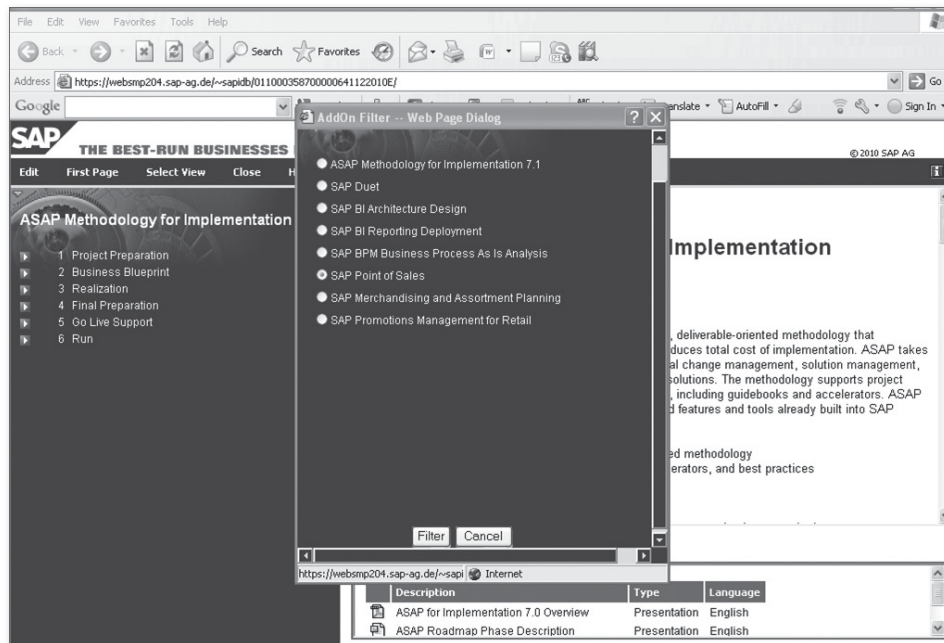 File Edit View Favorites Tools Help
Back Search Favorites
Address https://websmp204.sap-ag.de/~sapidb/011000358700000641122010E/ Go
Google AutoFill Sign In
AddOn Filter -- Web Page Dialog
SAP THE BEST-RUN BUSINESSES
© 2010 SAP AG
Edit First Page Select View Close
ASAP Methodology for Implementation
1 Project Preparation
2 Business Blueprint
3 Realization
4 Final Preparation
5 Go Live Support
6 Run
ASAP Methodology for Implementation 7.1
SAP Duet
SAP BI Architecture Design
SAP BI Reporting Deployment
SAP BPM Business Process As Is Analysis
SAP Point of Sales
SAP Merchandising and Assortment Planning
SAP Promotions Management for Retail
Filter Cancel
https://websmp204.sap-ag.de/~sapi Internet
Implementation
, deliverable-oriented methodology that
duces total cost of implementation. ASAP takes
al change management, solution management,
solutions. The methodology supports project
, including guidebooks and accelerators. ASAP
d features and tools already built into SAP
ed methodology
erators, and best practices
Description Type Language
ASAP for Implementation 7.0 Overview Presentation English
ASAP Roadmap Phase Description Presentation English